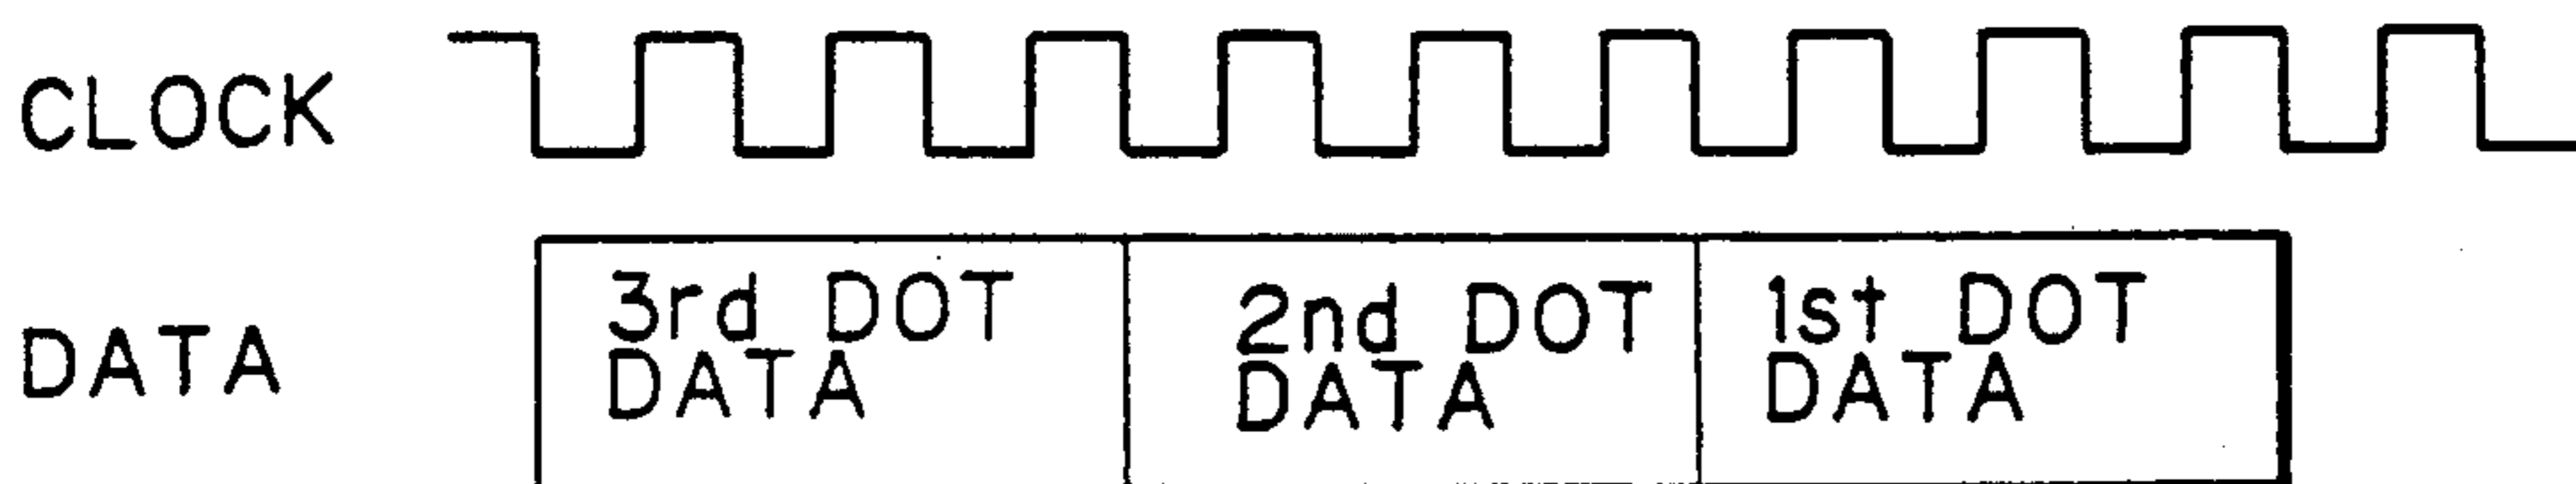 CLOCK
DATA
3rd DOT
DATA
2nd DOT
DATA
1st DOT
DATA